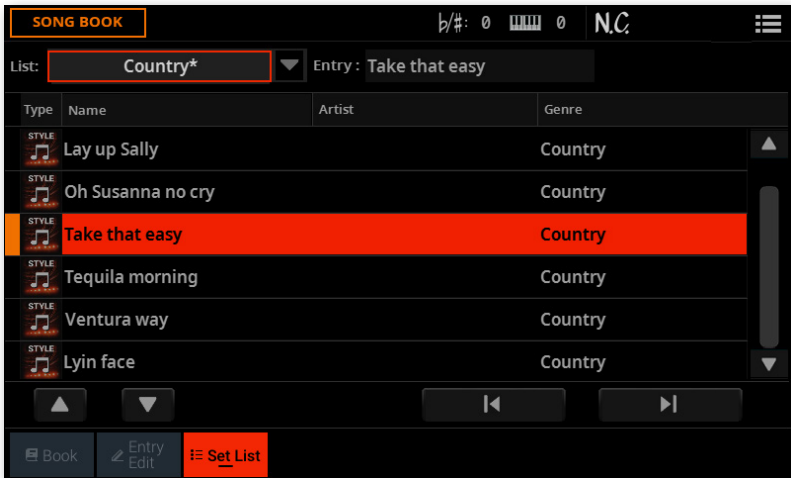 SONG BOOK ♭/♯: 0 0 N.C.
List: Country* Entry : Take that easy
Type Name Artist Genre
STYLE Lay up Sally Country
STYLE Oh Susanna no cry Country
STYLE Take that easy Country
STYLE Tequila morning Country
STYLE Ventura way Country
STYLE Lyin face Country
Book Entry Edit Set List